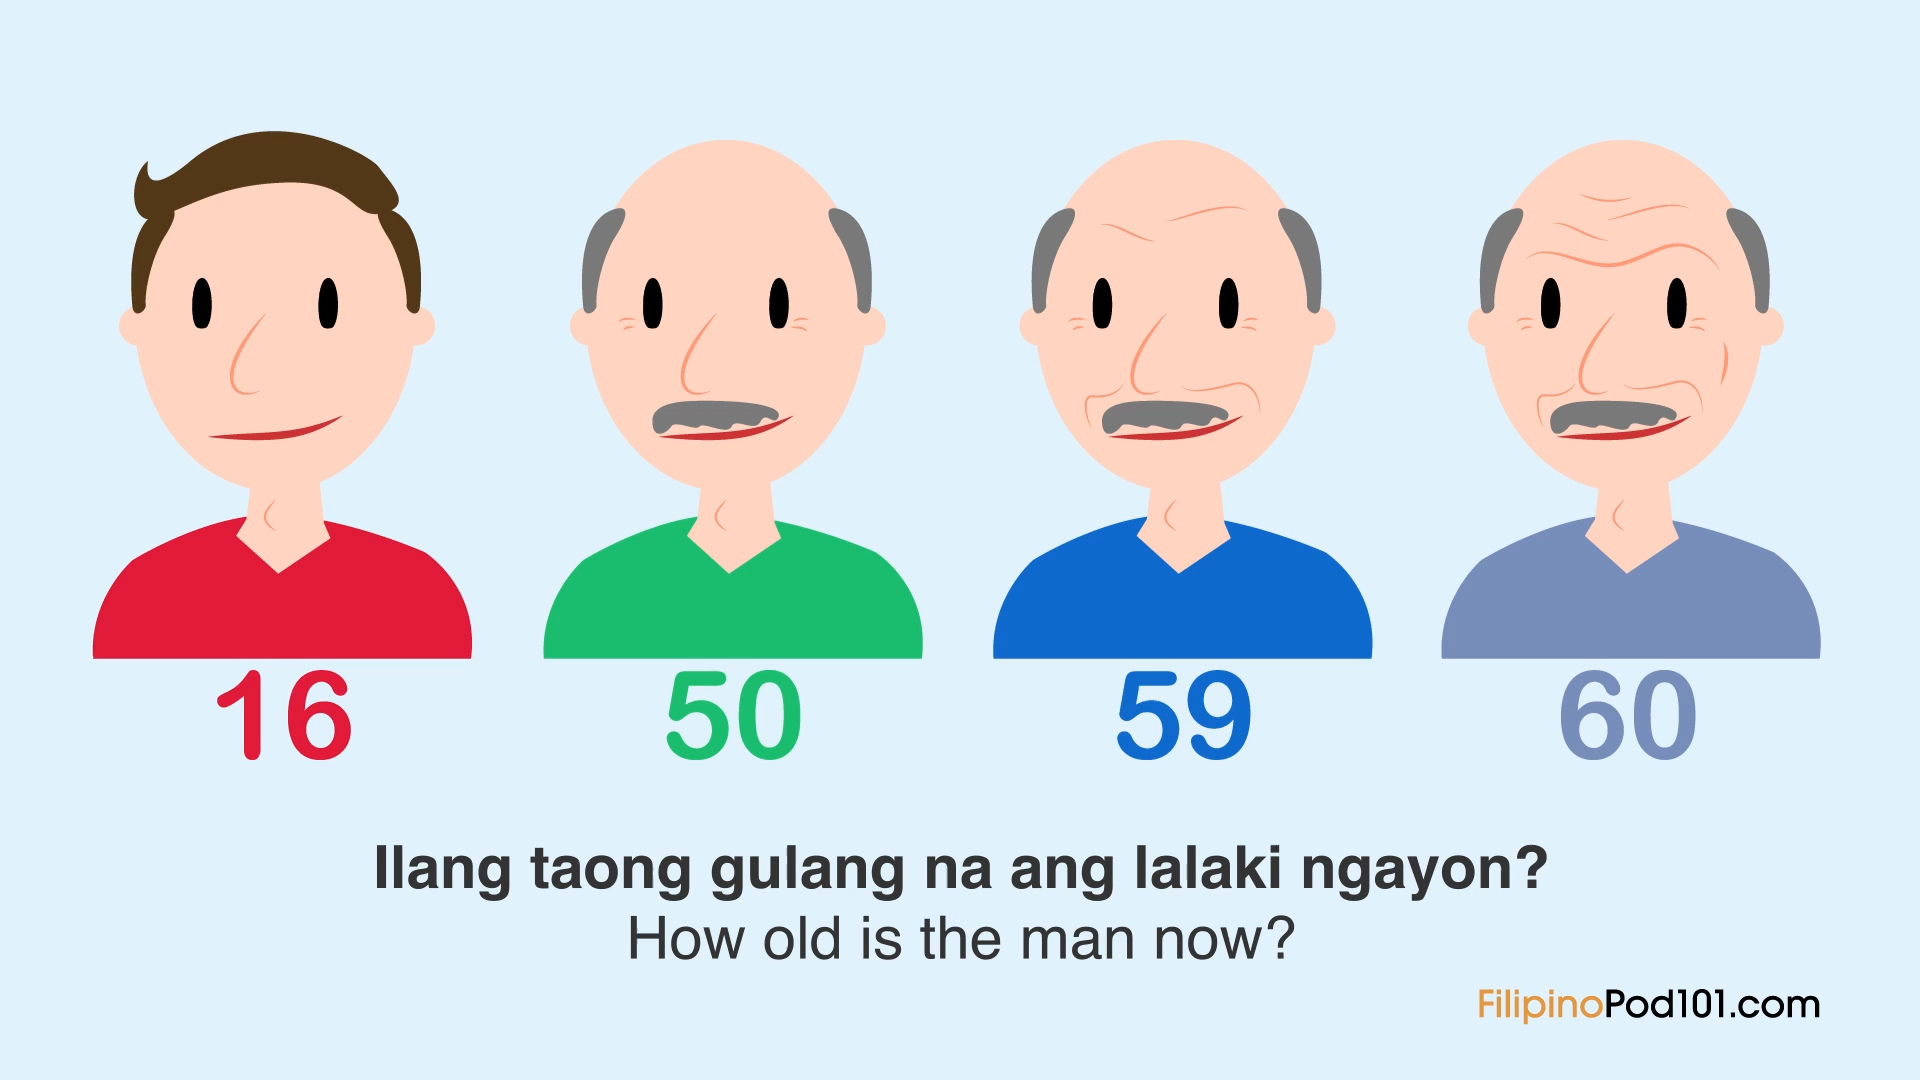 16 50 59 60
Ilang taong gulang na ang lalaki ngayon?
How old is the man now?
FilipinoPod101.com